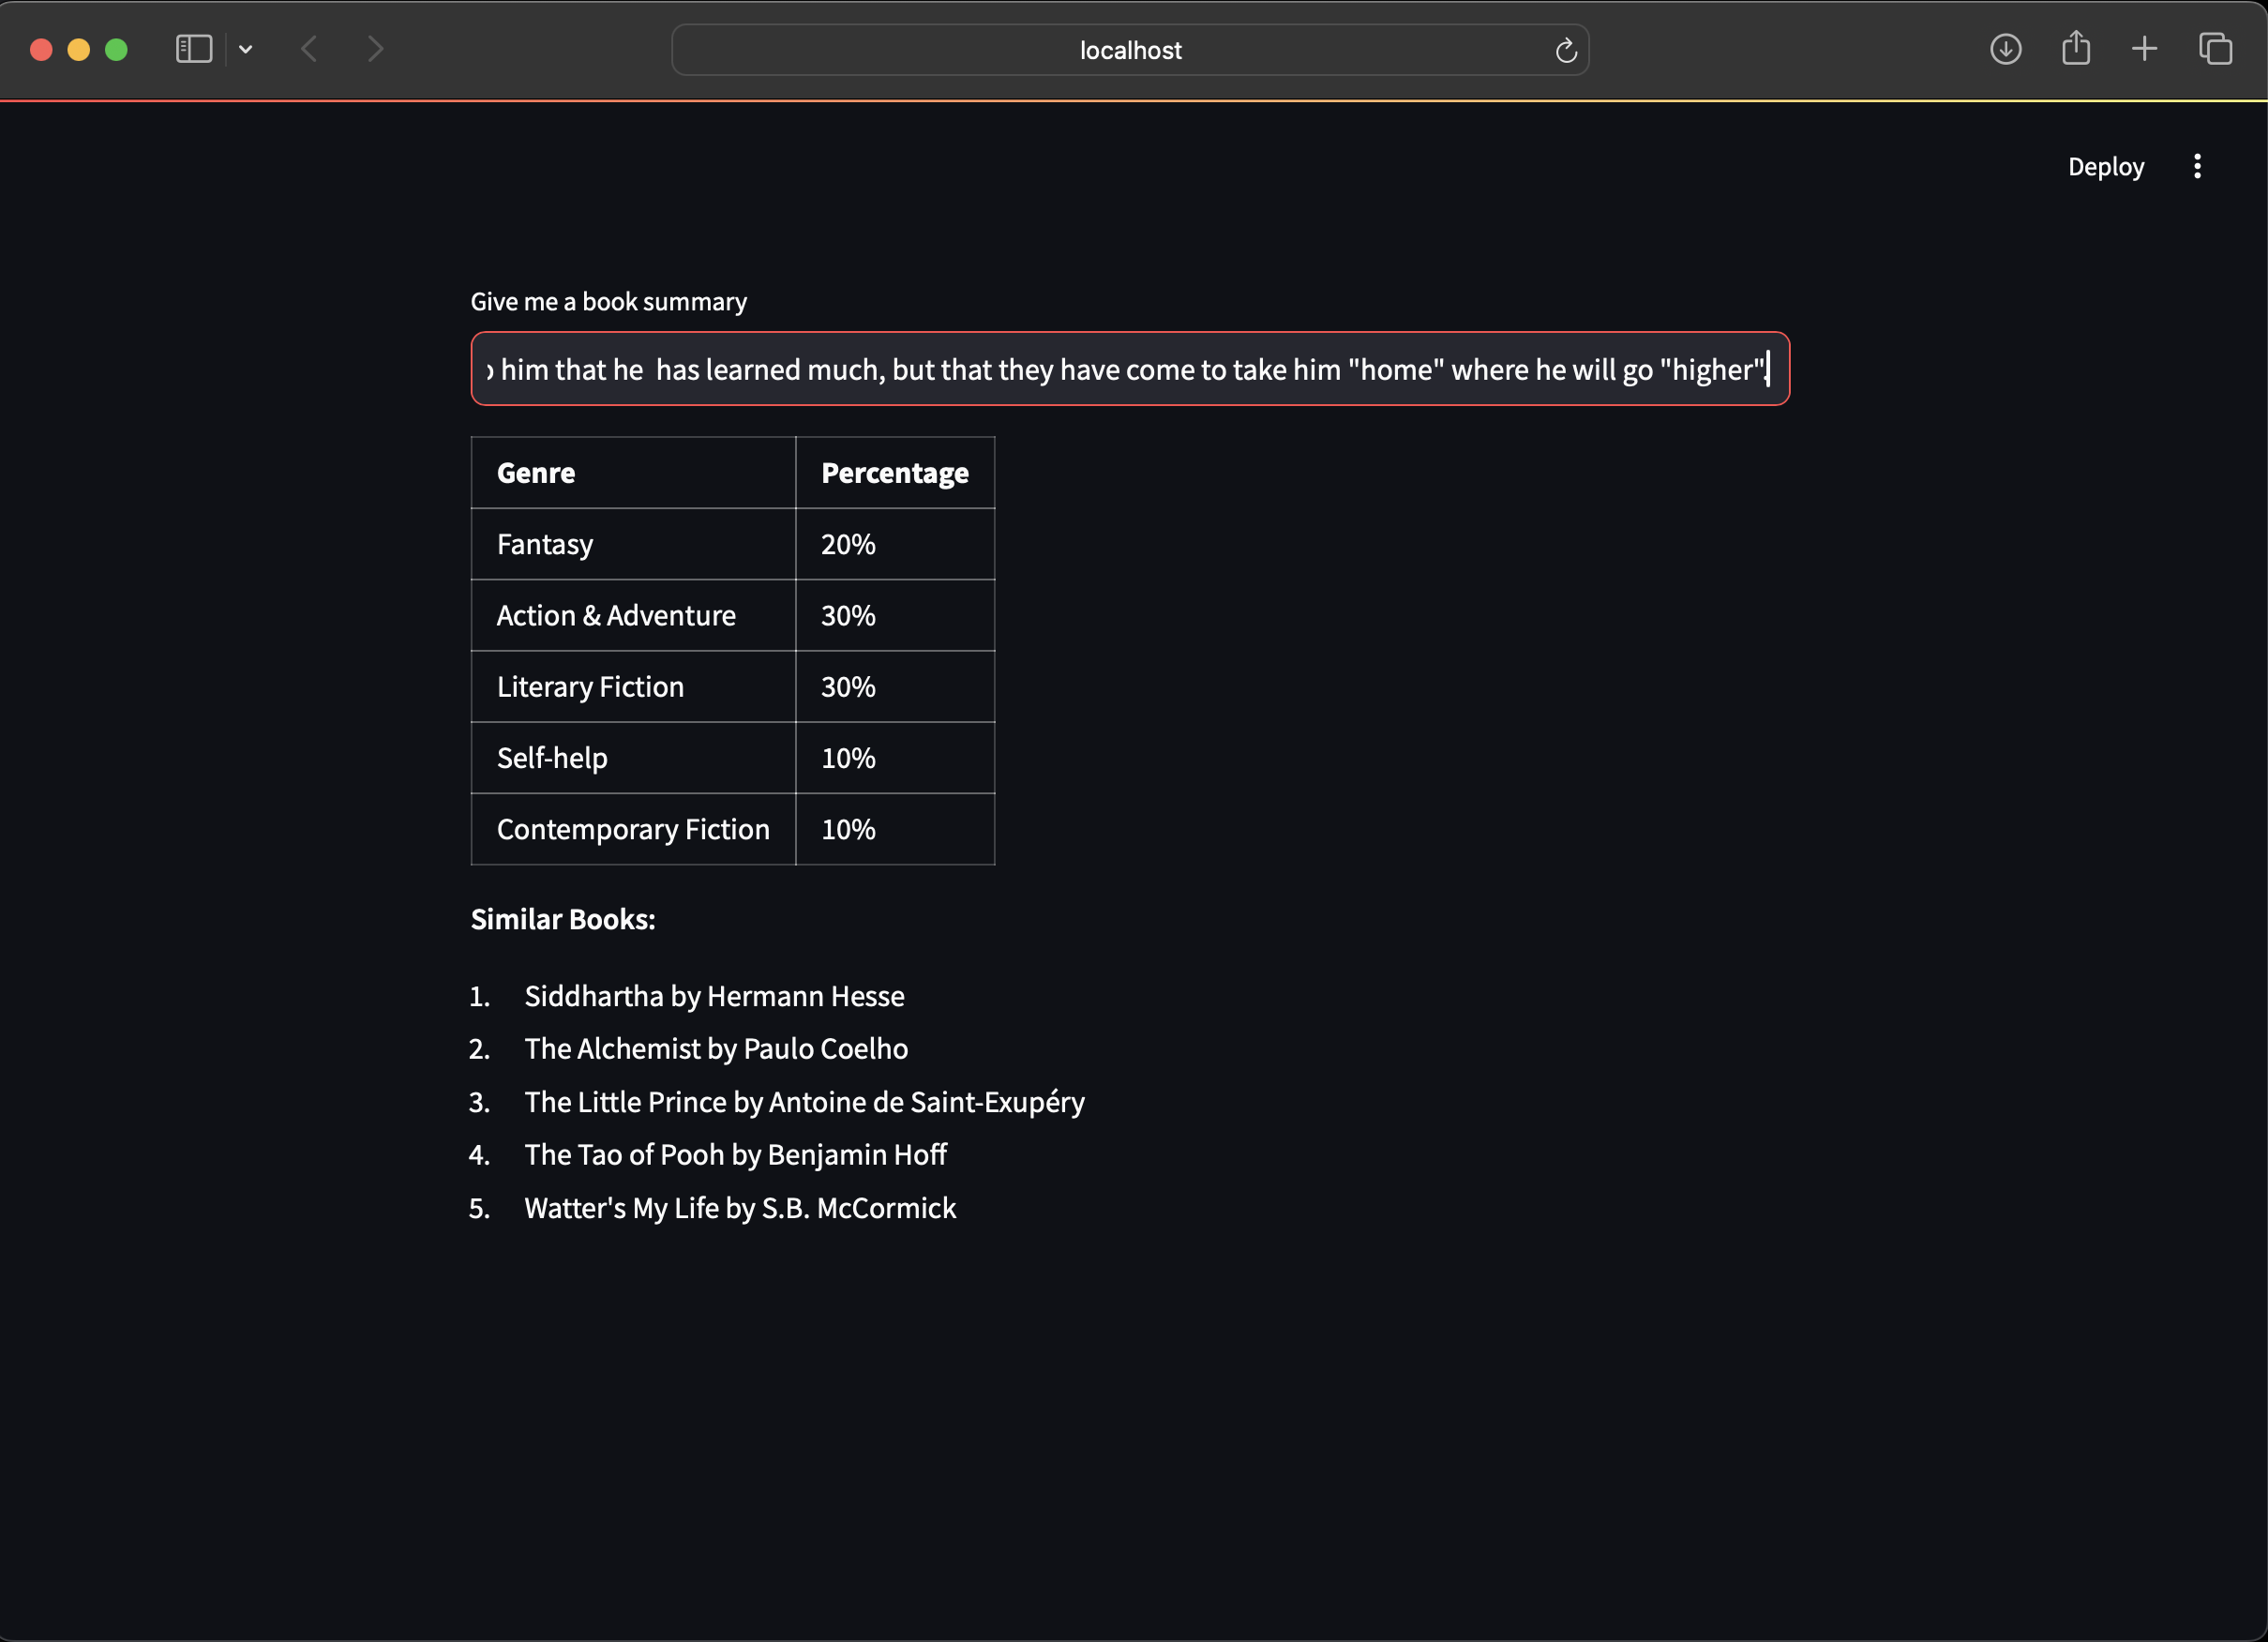 localhost
Deploy
Give me a book summary
him that he  has learned much, but that they have come to take him "home" where he will go "higher".
Genre Percentage
Fantasy 20%
Action & Adventure 30%
Literary Fiction 30%
Self-help 10%
Contemporary Fiction 10%
Similar Books:
1. Siddhartha by Hermann Hesse
2. The Alchemist by Paulo Coelho
3. The Little Prince by Antoine de Saint-Exupéry
4. The Tao of Pooh by Benjamin Hoff
5. Watter's My Life by S.B. McCormick